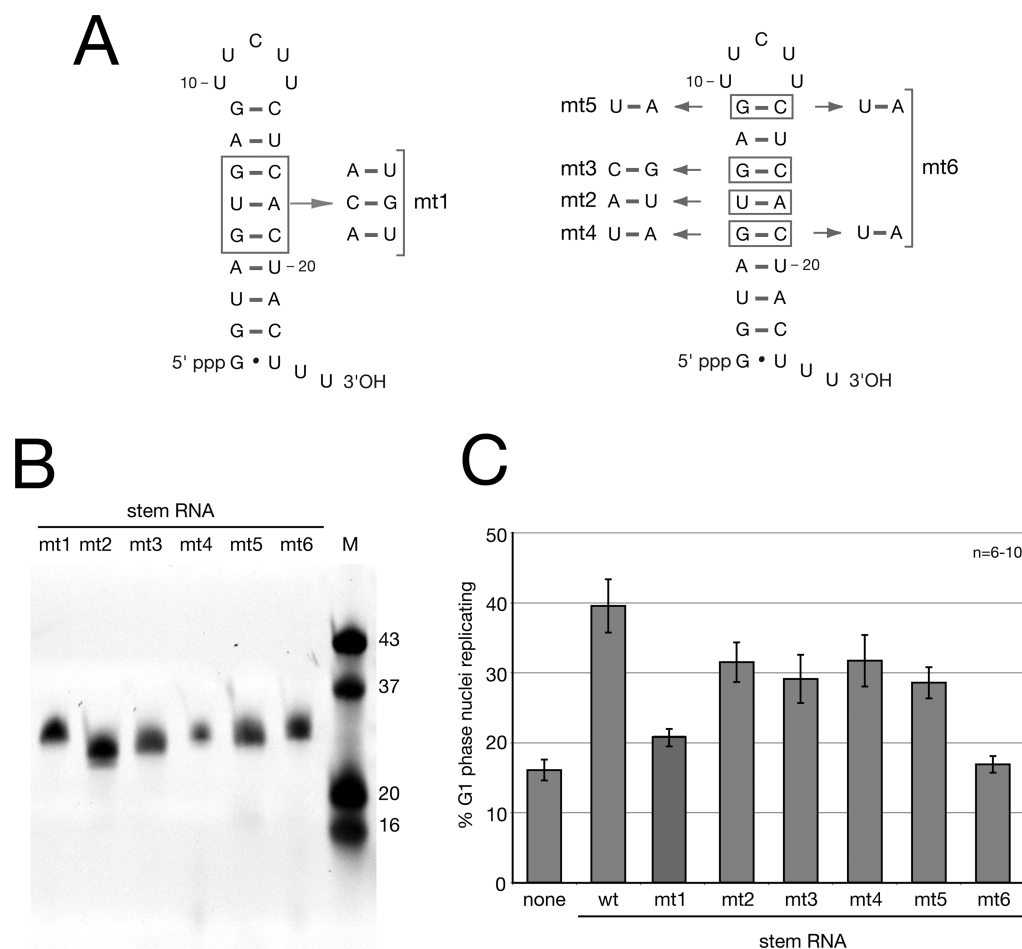 A
C
U U
10 – U U
G – C
A – U
G – C
U – A
G – C
A – U – 20
U – A
G – C
5' ppp G • U U U 3'OH
A – U
C – G
A – U
mt1
C
U U
10 – U U
mt5 U – A G – C U – A
A – U
mt3 C – G G – C
mt6
mt2 A – U U – A
mt4 U – A G – C U – A
A – U – 20
U – A
G – C
5' ppp G • U U U 3'OH
B
stem RNA
mt1 mt2 mt3 mt4 mt5 mt6 M
43
37
20
16
C
% G1 phase nuclei replicating
50
40
30
20
10
0
n=6-10
none wt mt1 mt2 mt3 mt4 mt5 mt6
stem RNA